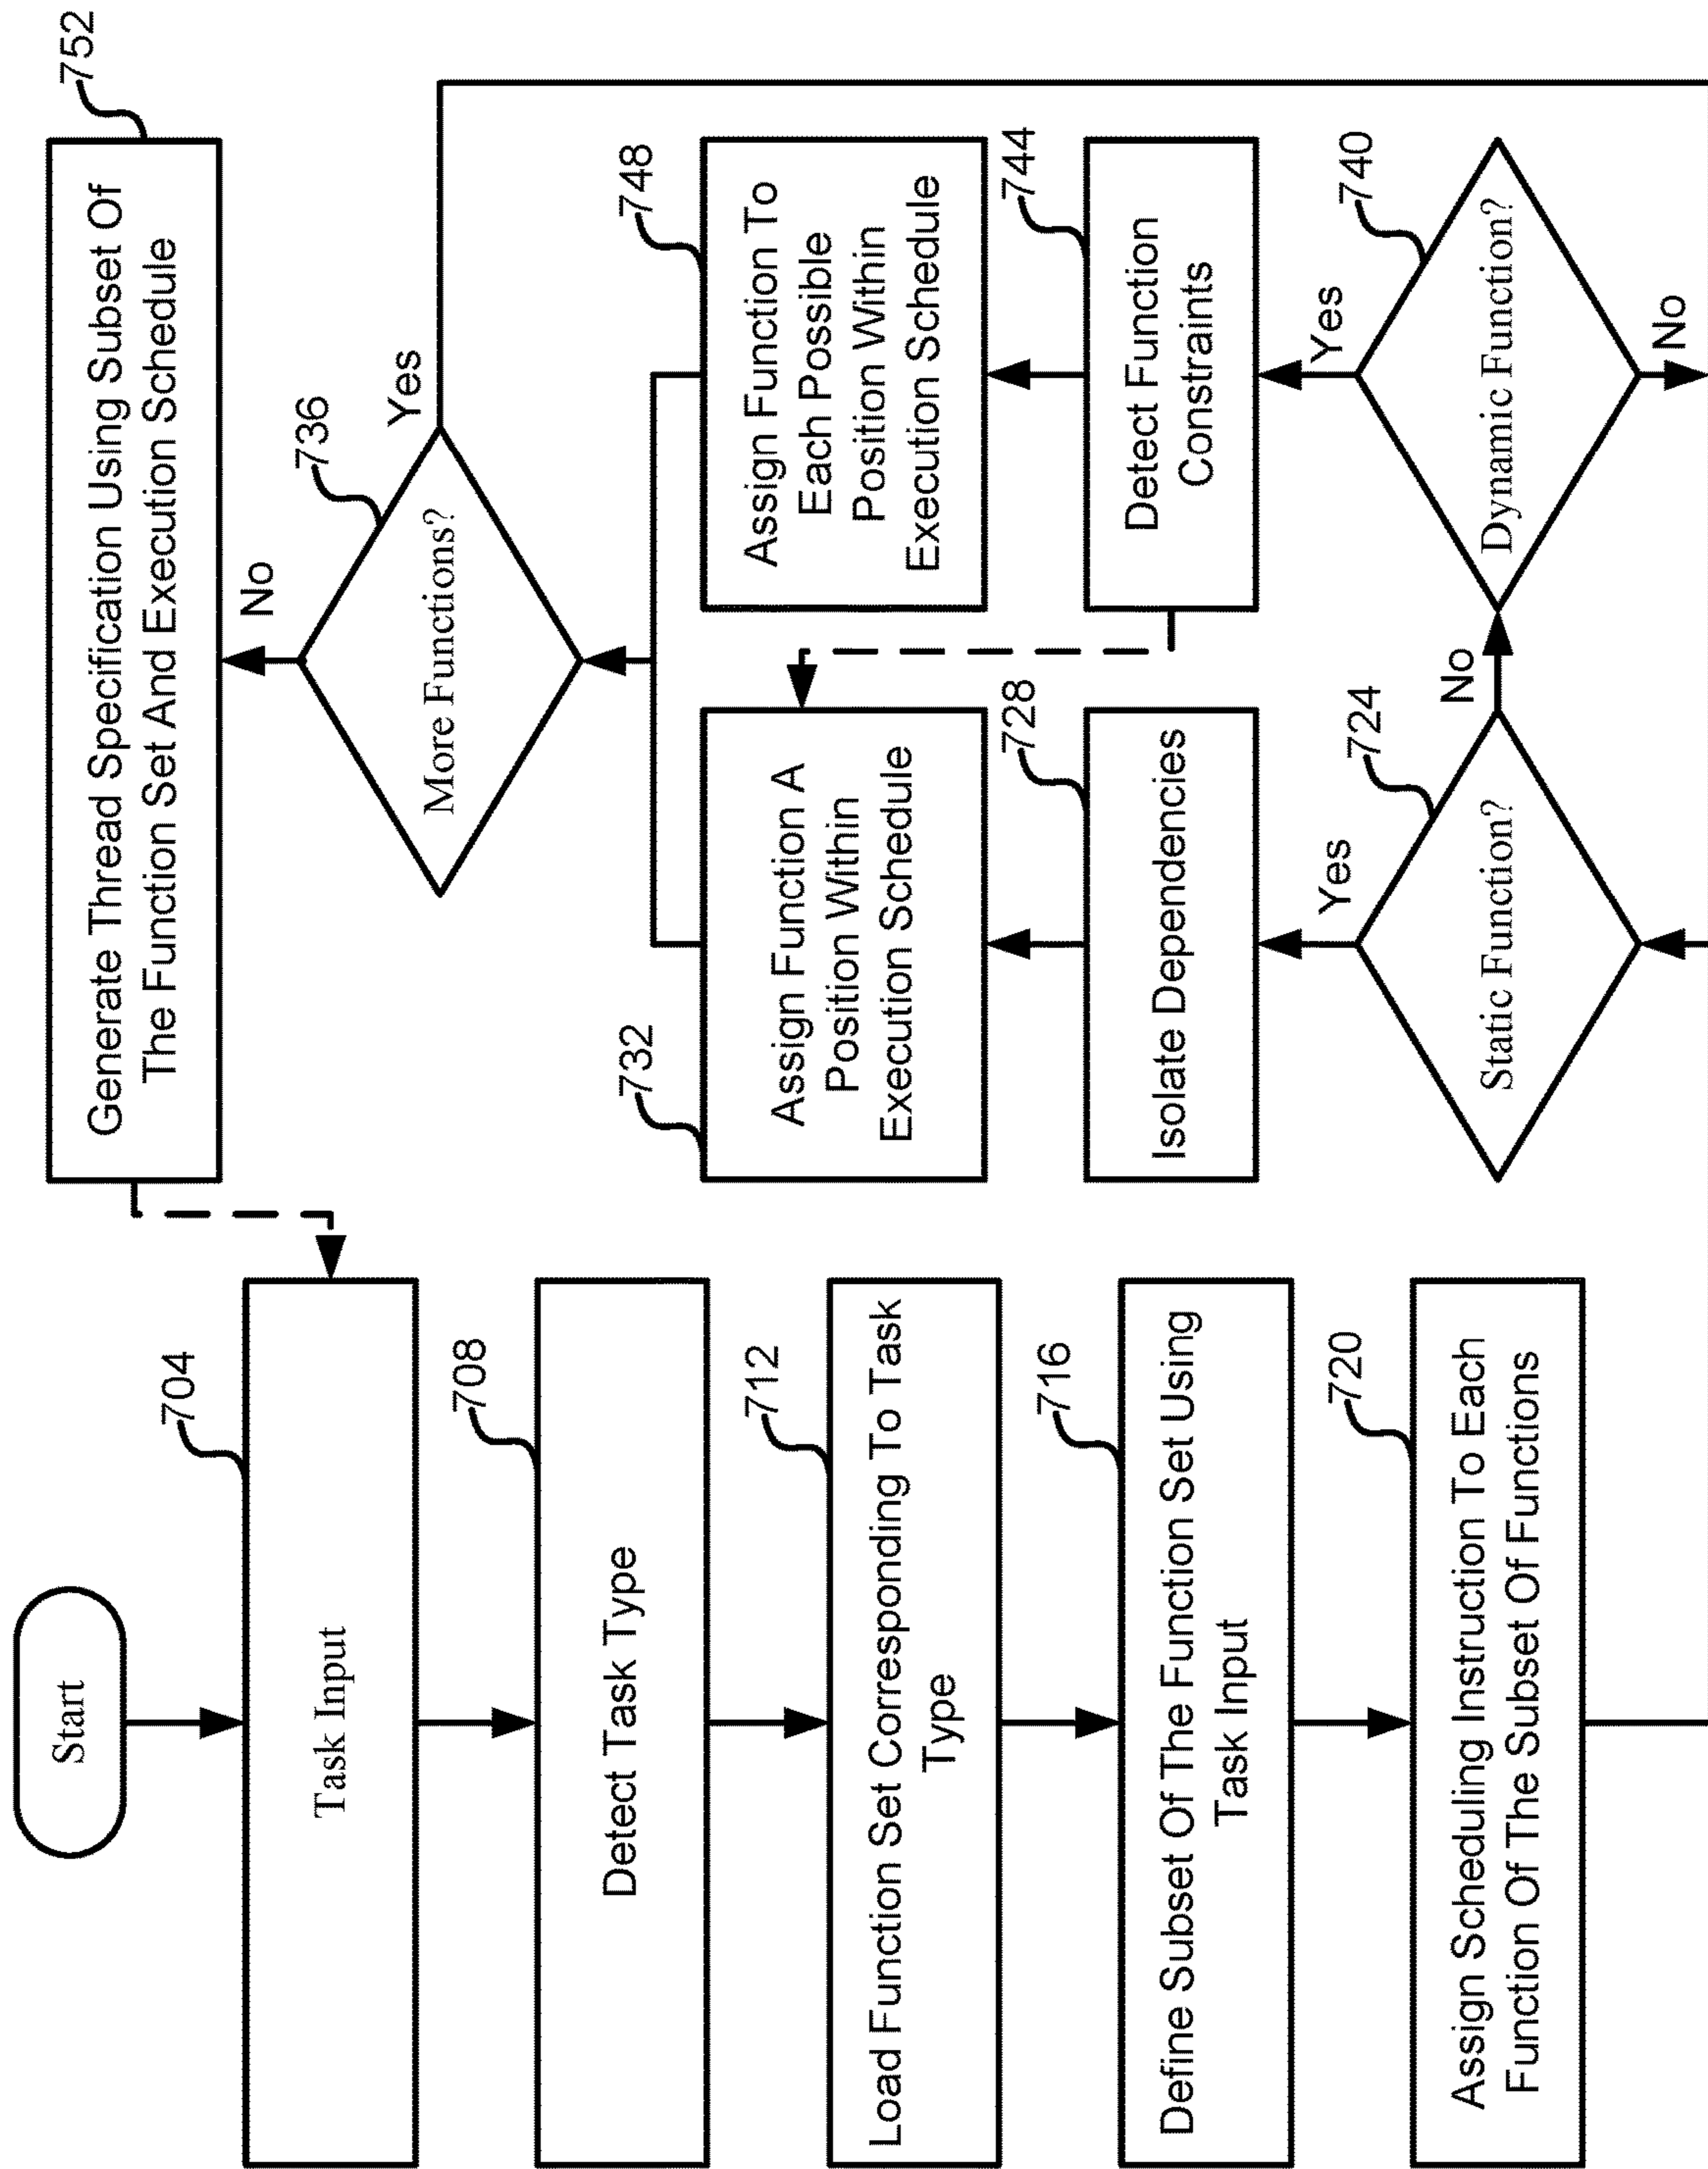 Start
704
Task Input
708
Detect Task Type
712
Load Function Set Corresponding To Task
Type
716
Define Subset Of The Function Set Using
Task Input
720
Assign Scheduling Instruction To Each
Function Of The Subset Of Functions
724
Static Function?
Yes
No
728
Isolate Dependencies
732
Assign Function A
Position Within
Execution Schedule
736
More Functions?
Yes
No
740
Dynamic Function?
Yes
No
744
Detect Function
Constraints
748
Assign Function To
Each Possible
Position Within
Execution Schedule
752
Generate Thread Specification Using Subset Of
The Function Set And Execution Schedule